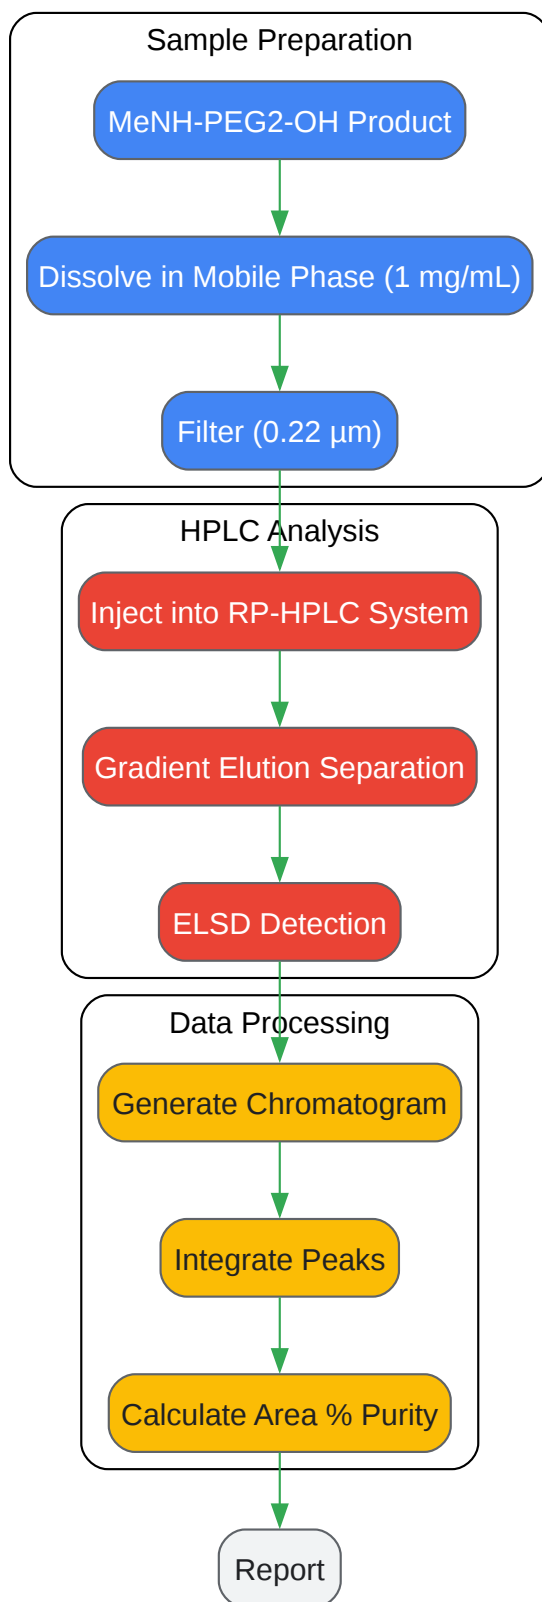 Sample Preparation
MeNH-PEG2-OH Product
Dissolve in Mobile Phase (1 mg/mL)
Filter (0.22 µm)
HPLC Analysis
Inject into RP-HPLC System
Gradient Elution Separation
ELSD Detection
Data Processing
Generate Chromatogram
Integrate Peaks
Calculate Area % Purity
Report